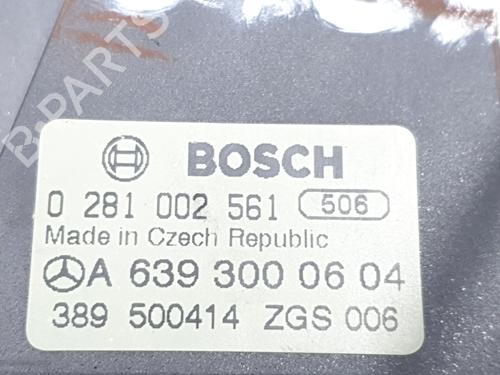 B-PARTS
BOSCH
0 281 002 561 506
Made in Czech Republic
A 639 300 06 04
389 500414 ZGS 006